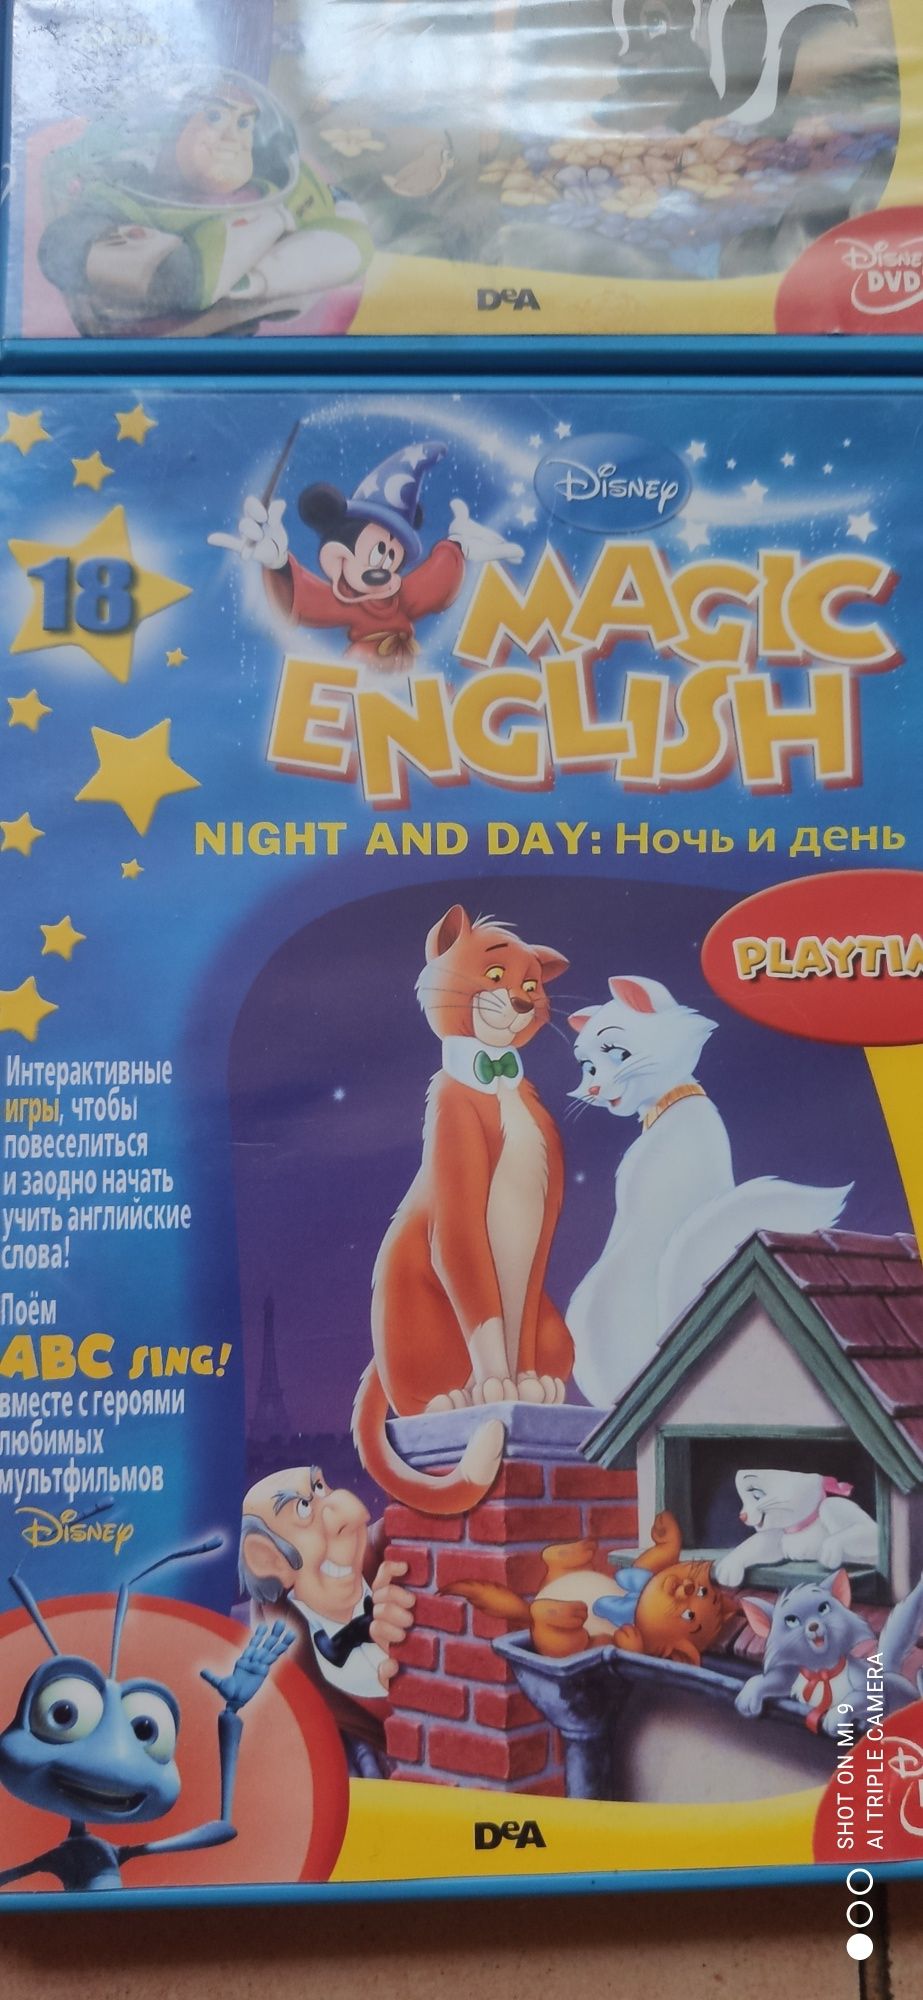 DeA
Disney
DVD
Disney
18
MAGIC
ENGLISH
NIGHT AND DAY: Ночь и день
Интерактивные
игры, чтобы
повеселиться
и заодно начать
учить английские
слова!
Поём
ABC SING!
вместе с героями
любимых
мультфильмов
Disney
DeA
SHOT ON MI 9
AI TRIPLE CAMERA